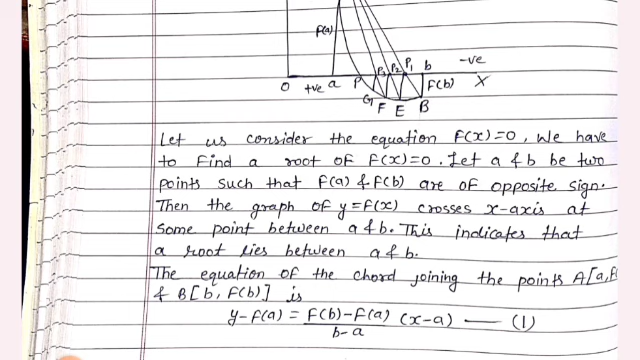 F(a)
P3 P2 P1 b -ve
O +ve a P F(b) X
G F E B
Let us consider the equation F(x)=0, We have
to Find a root of F(x)=0. Let a & b be two
points such that F(a) & F(b) are of opposite sign.
Then the graph of y=F(x) crosses x-axis at
Some point between a & b. This indicates that
a root lies between a & b.
The equation of the chord joining the points A[a,F
& B[b, F(b)] is
y-F(a) = F(b)-F(a)/b-a (x-a) — (1)